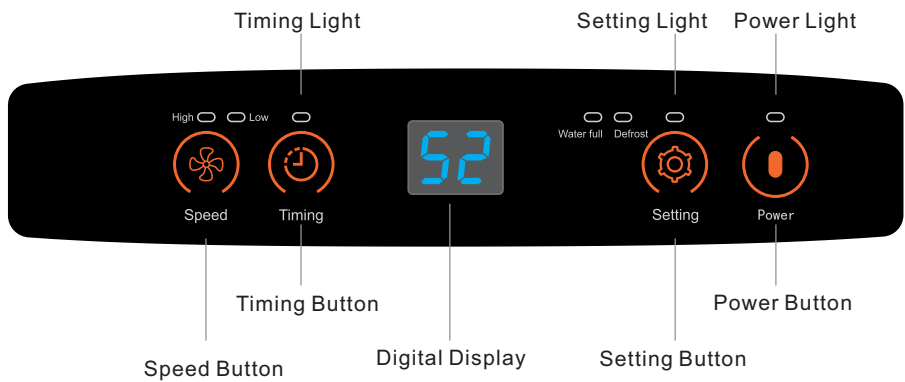 Timing Light
Setting Light
Power Light
High
Low
Water full
Defrost
52
Speed
Timing
Setting
Power
Timing Button
Power Button
Speed Button
Digital Display
Setting Button